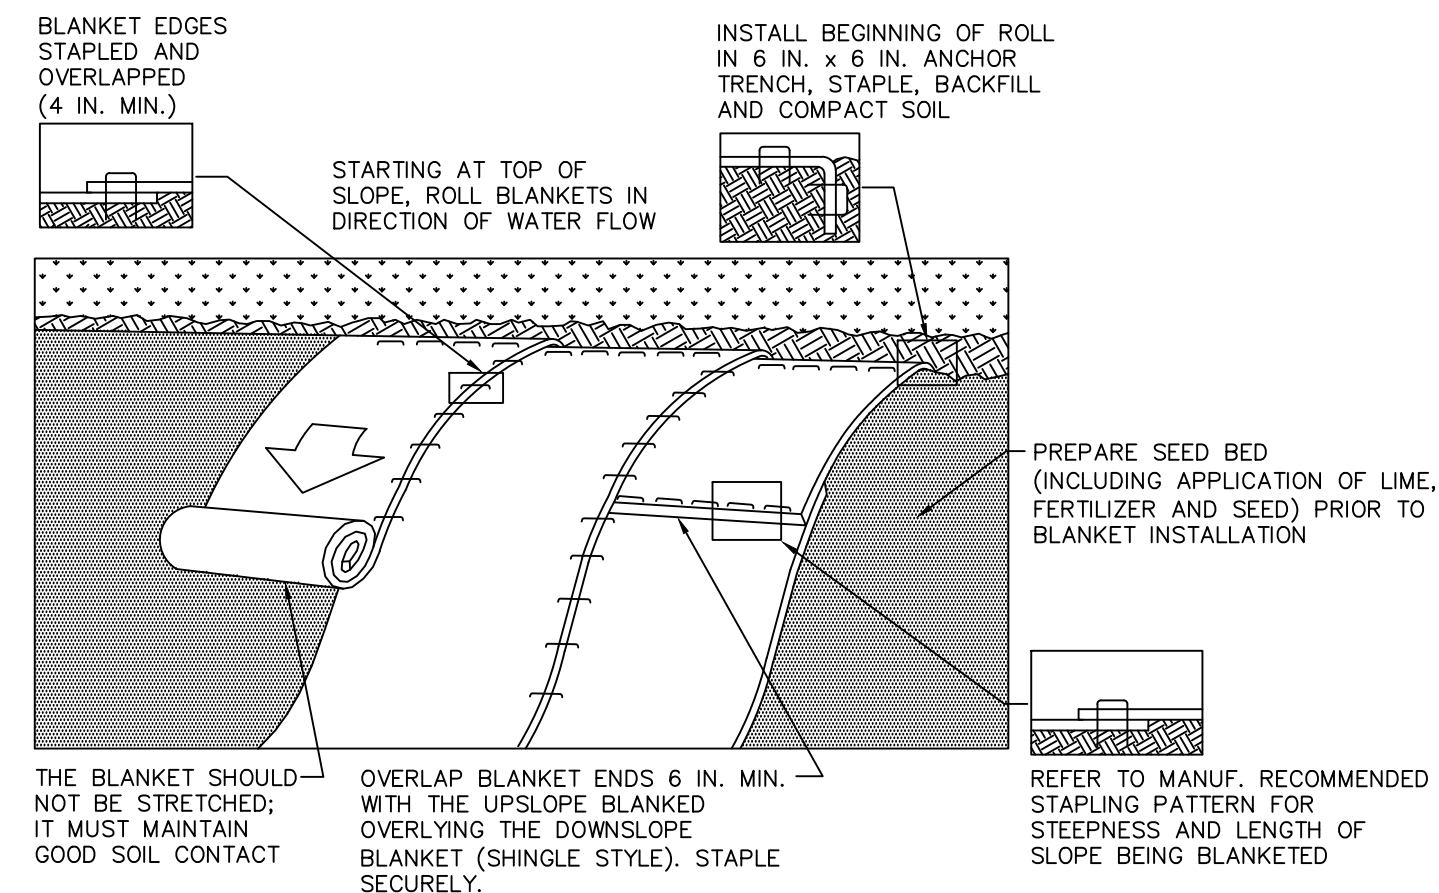 BLANKET EDGES
STAPLED AND
OVERLAPPED
(4 IN. MIN.)
INSTALL BEGINNING OF ROLL
IN 6 IN. x 6 IN. ANCHOR
TRENCH, STAPLE, BACKFILL
AND COMPACT SOIL
STARTING AT TOP OF
SLOPE, ROLL BLANKETS IN
DIRECTION OF WATER FLOW
PREPARE SEED BED
(INCLUDING APPLICATION OF LIME,
FERTILIZER AND SEED) PRIOR TO
BLANKET INSTALLATION
THE BLANKET SHOULD
NOT BE STRETCHED;
IT MUST MAINTAIN
GOOD SOIL CONTACT
OVERLAP BLANKET ENDS 6 IN. MIN.
WITH THE UPSLOPE BLANKED
OVERLYING THE DOWNSLOPE
BLANKET (SHINGLE STYLE). STAPLE
SECURELY.
REFER TO MANUF. RECOMMENDED
STAPLING PATTERN FOR
STEEPNESS AND LENGTH OF
SLOPE BEING BLANKETED